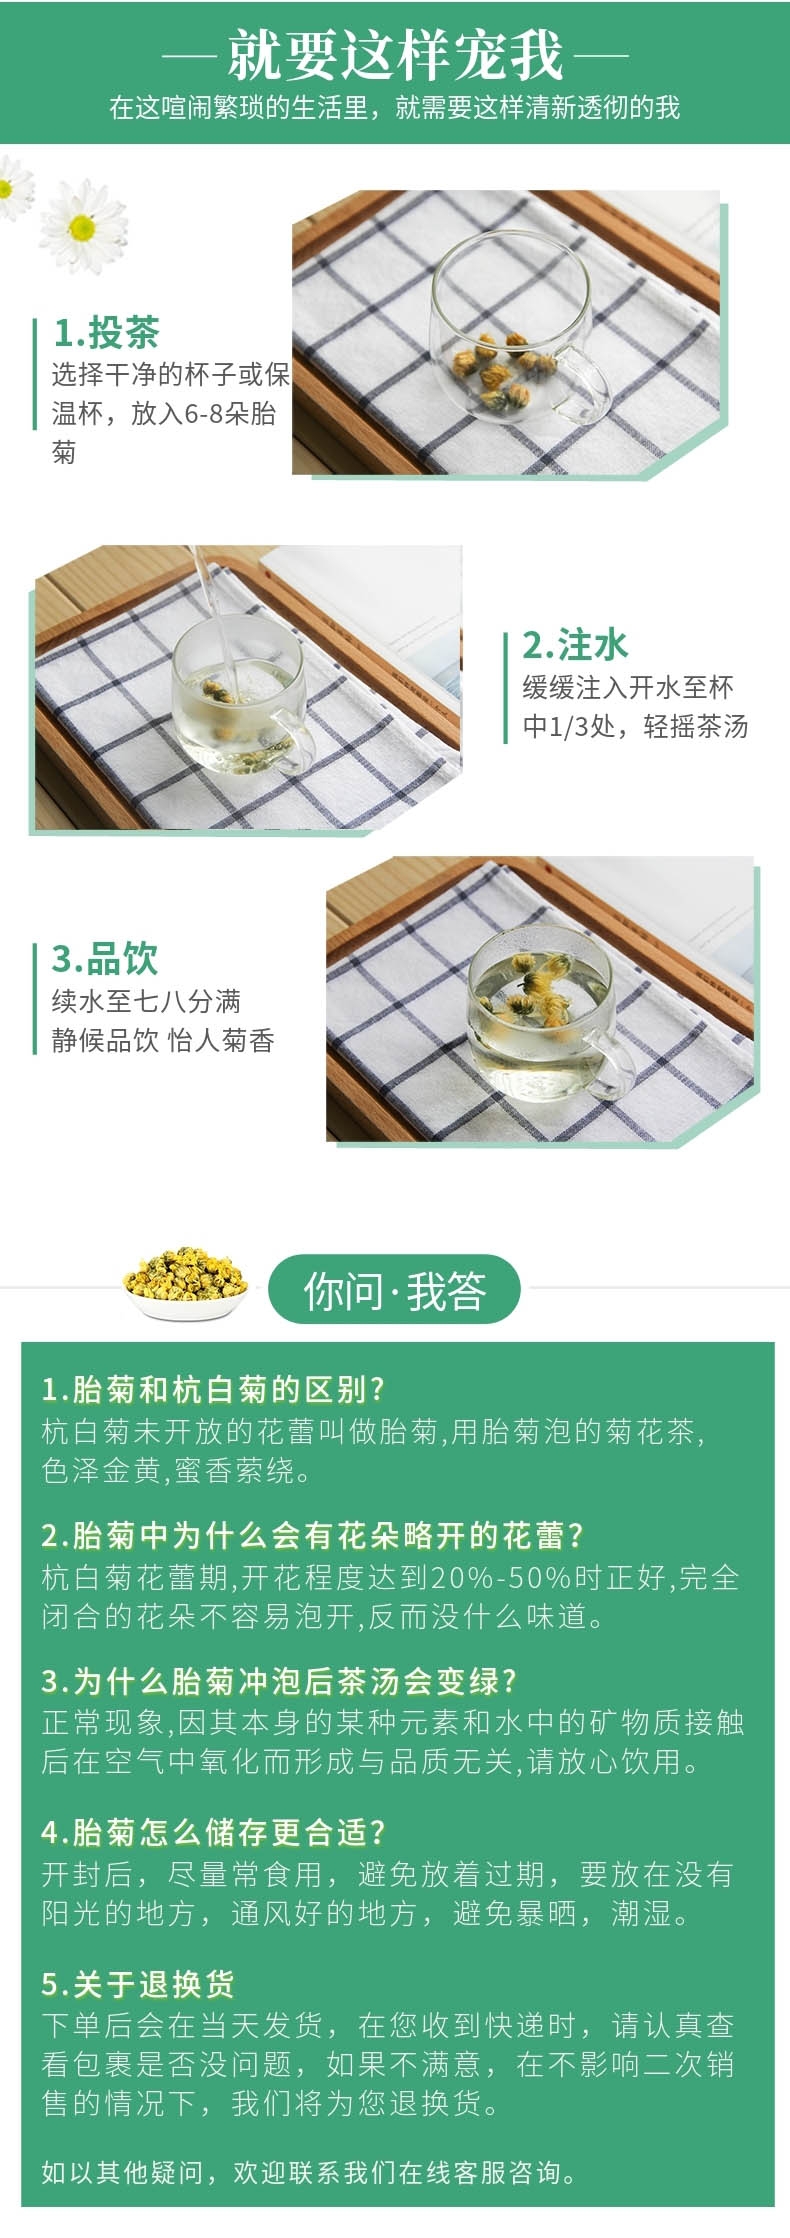 就要这样宠我
在这喧闹繁琐的生活里，就需要这样清新透彻的我
1.投茶
选择干净的杯子或保
温杯，放入6-8朵胎
菊
2.注水
缓缓注入开水至杯
中1/3处，轻摇茶汤
3.品饮
续水至七八分满
静候品饮 怡人菊香
你问·我答
1.胎菊和杭白菊的区别?
杭白菊未开放的花蕾叫做胎菊,用胎菊泡的菊花茶,
色泽金黄,蜜香萦绕。
2.胎菊中为什么会有花朵略开的花蕾?
杭白菊花蕾期,开花程度达到20%-50%时正好,完全
闭合的花朵不容易泡开,反而没什么味道。
3.为什么胎菊冲泡后茶汤会变绿?
正常现象,因其本身的某种元素和水中的矿物质接触
后在空气中氧化而形成与品质无关,请放心饮用。
4.胎菊怎么储存更合适?
开封后，尽量常食用，避免放着过期，要放在没有
阳光的地方，通风好的地方，避免暴晒，潮湿。
5.关于退换货
下单后会在当天发货，在您收到快递时，请认真查
看包裹是否没问题，如果不满意，在不影响二次销
售的情况下，我们将为您退换货。
如以其他疑问，欢迎联系我们在线客服咨询。